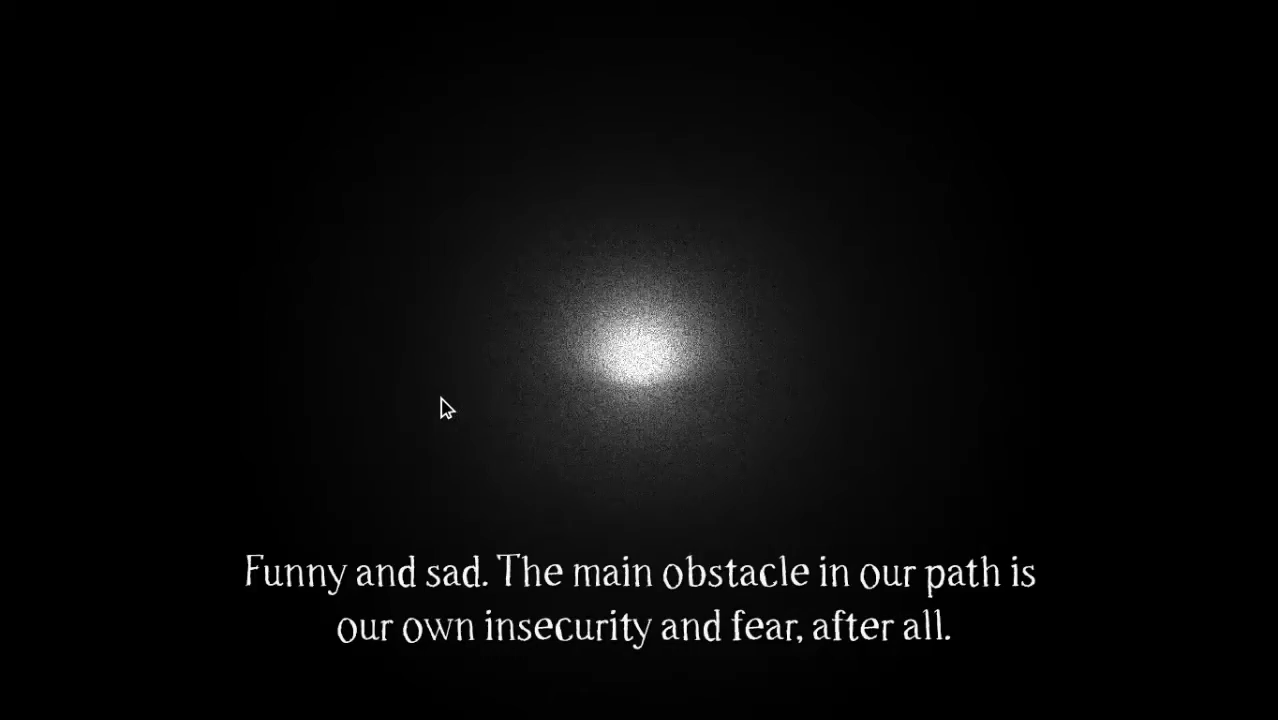 Funny and sad. The main obstacle in our path is
our own insecurity and fear, after all.